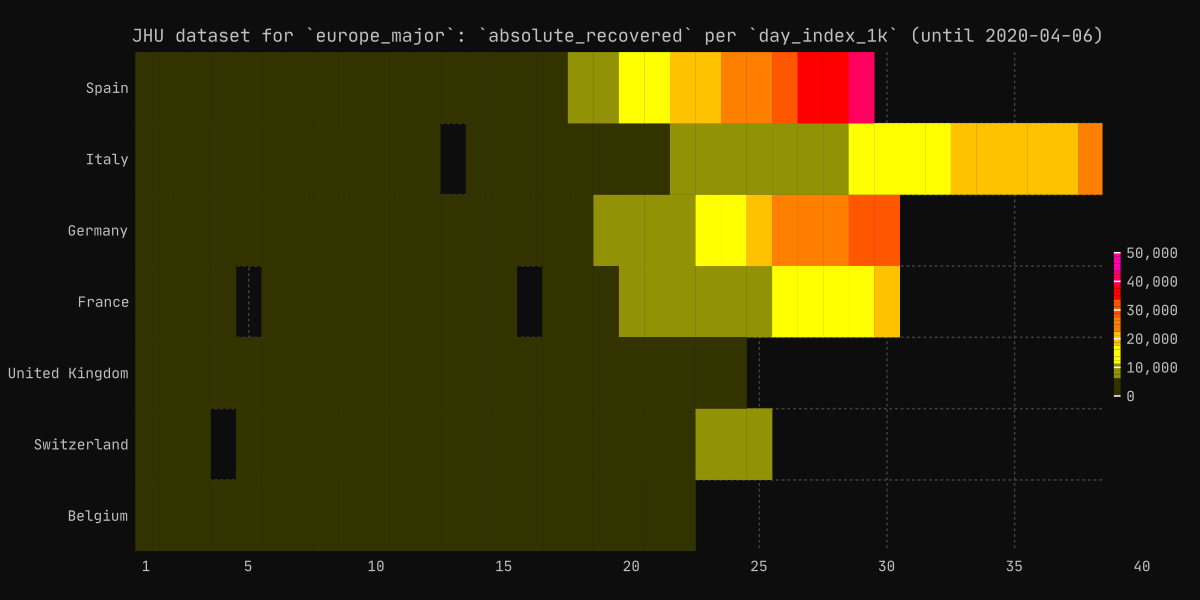 JHU dataset for `europe_major`: `absolute_recovered` per `day_index_1k` (until 2020-04-06)
Spain
Italy
Germany
France
United Kingdom
Switzerland
Belgium
50,000
40,000
30,000
20,000
10,000
0
1 5 10 15 20 25 30 35 40